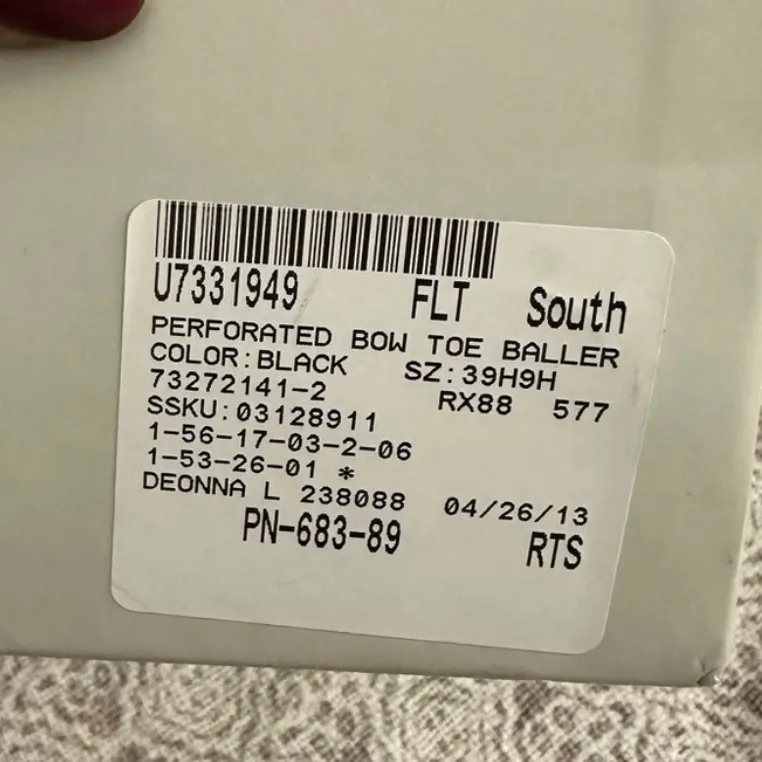 U7331949 FLT South
PERFORATED BOW TOE BALLER
COLOR:BLACK SZ:39H9H
73272141-2 RX88 577
SSKU:03128911
1-56-17-03-2-06
1-53-26-01 *
DEONNA L 238088 04/26/13
PN-683-89 RTS